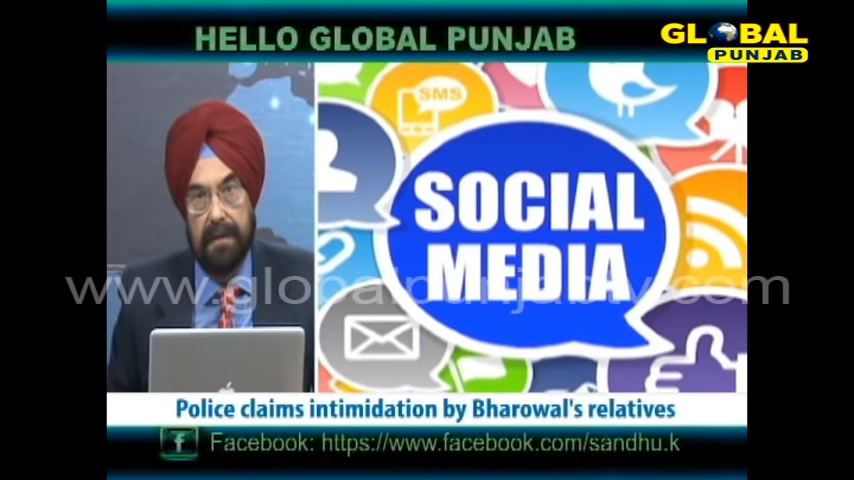 HELLO GLOBAL PUNJAB
GLOBAL
PUNJAB
SMS
SOCIAL
MEDIA
www.globalpunjabtv.com
Police claims intimidation by Bharowal's relatives
f Facebook: https://www.facebook.com/sandhu.k